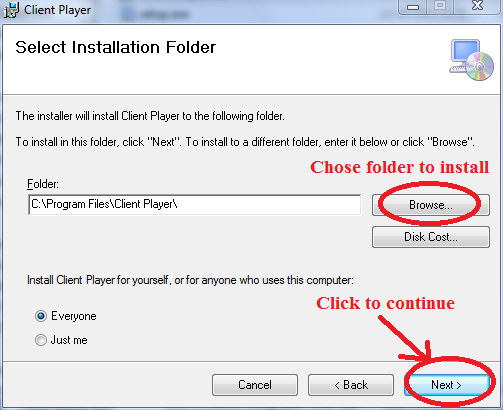 Client Player
Select Installation Folder
The installer will install Client Player to the following folder.
To install in this folder, click "Next". To install to a different folder, enter it below or click "Browse".
Chose folder to install
Folder:
C:\Program Files\Client Player\
Browse...
Disk Cost...
Install Client Player for yourself, or for anyone who uses this computer:
Click to continue
Everyone
Just me
Cancel
< Back
Next >